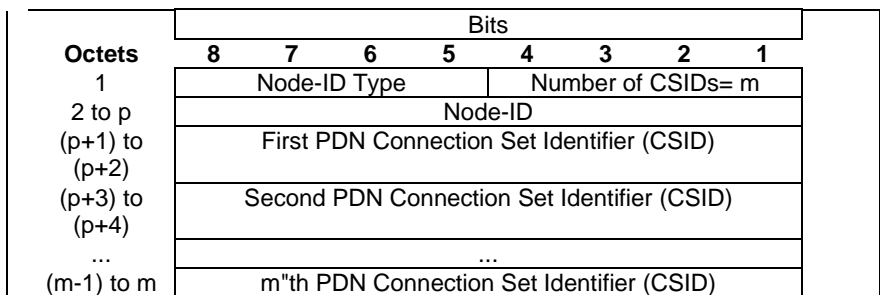 Bits
Octets 8 7 6 5 4 3 2 1
1 Node-ID Type Number of CSIDs= m
2 to p Node-ID
(p+1) to First PDN Connection Set Identifier (CSID)
(p+2)
(p+3) to Second PDN Connection Set Identifier (CSID)
(p+4)
... ...
(m-1) to m m"th PDN Connection Set Identifier (CSID)